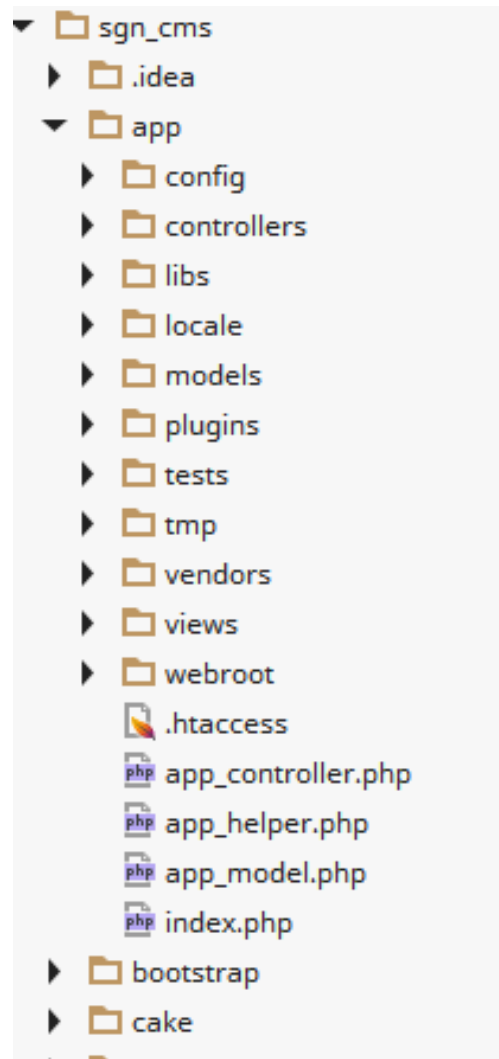 sgn_cms
.idea
app
config
controllers
libs
locale
models
plugins
tests
tmp
vendors
views
webroot
.htaccess
php app_controller.php
php app_helper.php
php app_model.php
php index.php
bootstrap
cake